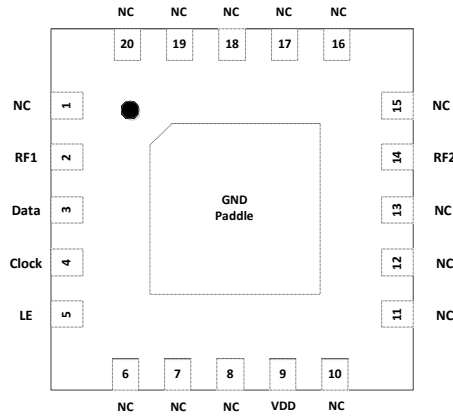 NC NC NC NC NC
20 19 18 17 16
NC 1 15 NC
RF1 2 14 RF2
Data 3 GND 13 NC
Paddle
Clock 4 12 NC
LE 5 11 NC
6 7 8 9 10
NC NC NC VDD NC